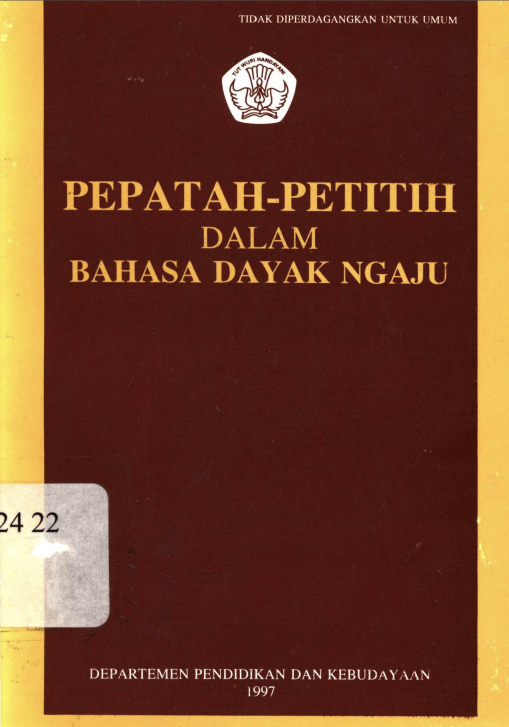 TIDAK DIPERDAGANGKAN UNTUK UMUM
TUT WURI HANDAYANI
PEPATAH-PETITIH
DALAM
BAHASA DAYAK NGAJU
24 22
DEPARTEMEN PENDIDIKAN DAN KEBUDAYAAN
1997